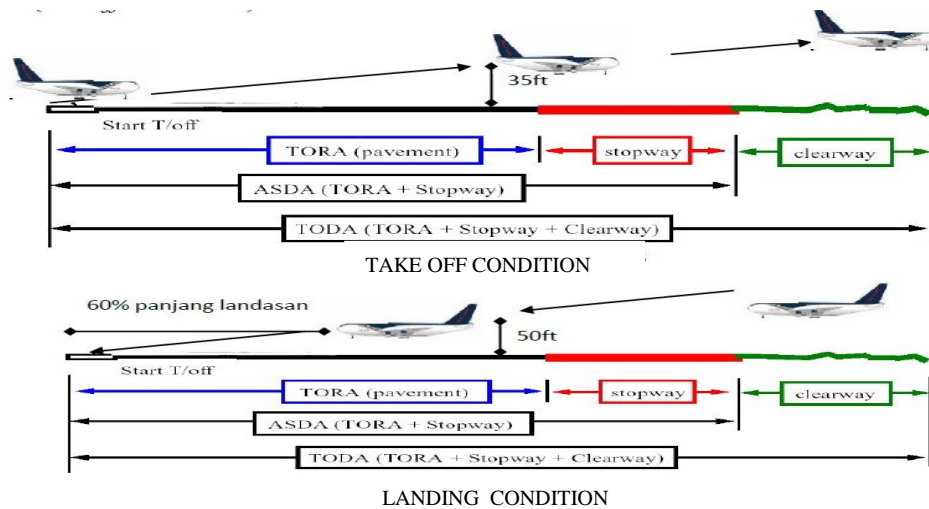 35ft
Start T/off
TORA (pavement)
stopway
clearway
ASDA (TORA + Stopway)
TODA (TORA + Stopway + Clearway)
TAKE OFF CONDITION
60% panjang landasan
50ft
Start T/off
TORA (pavement)
stopway
clearway
ASDA (TORA + Stopway)
TODA (TORA + Stopway + Clearway)
LANDING CONDITION